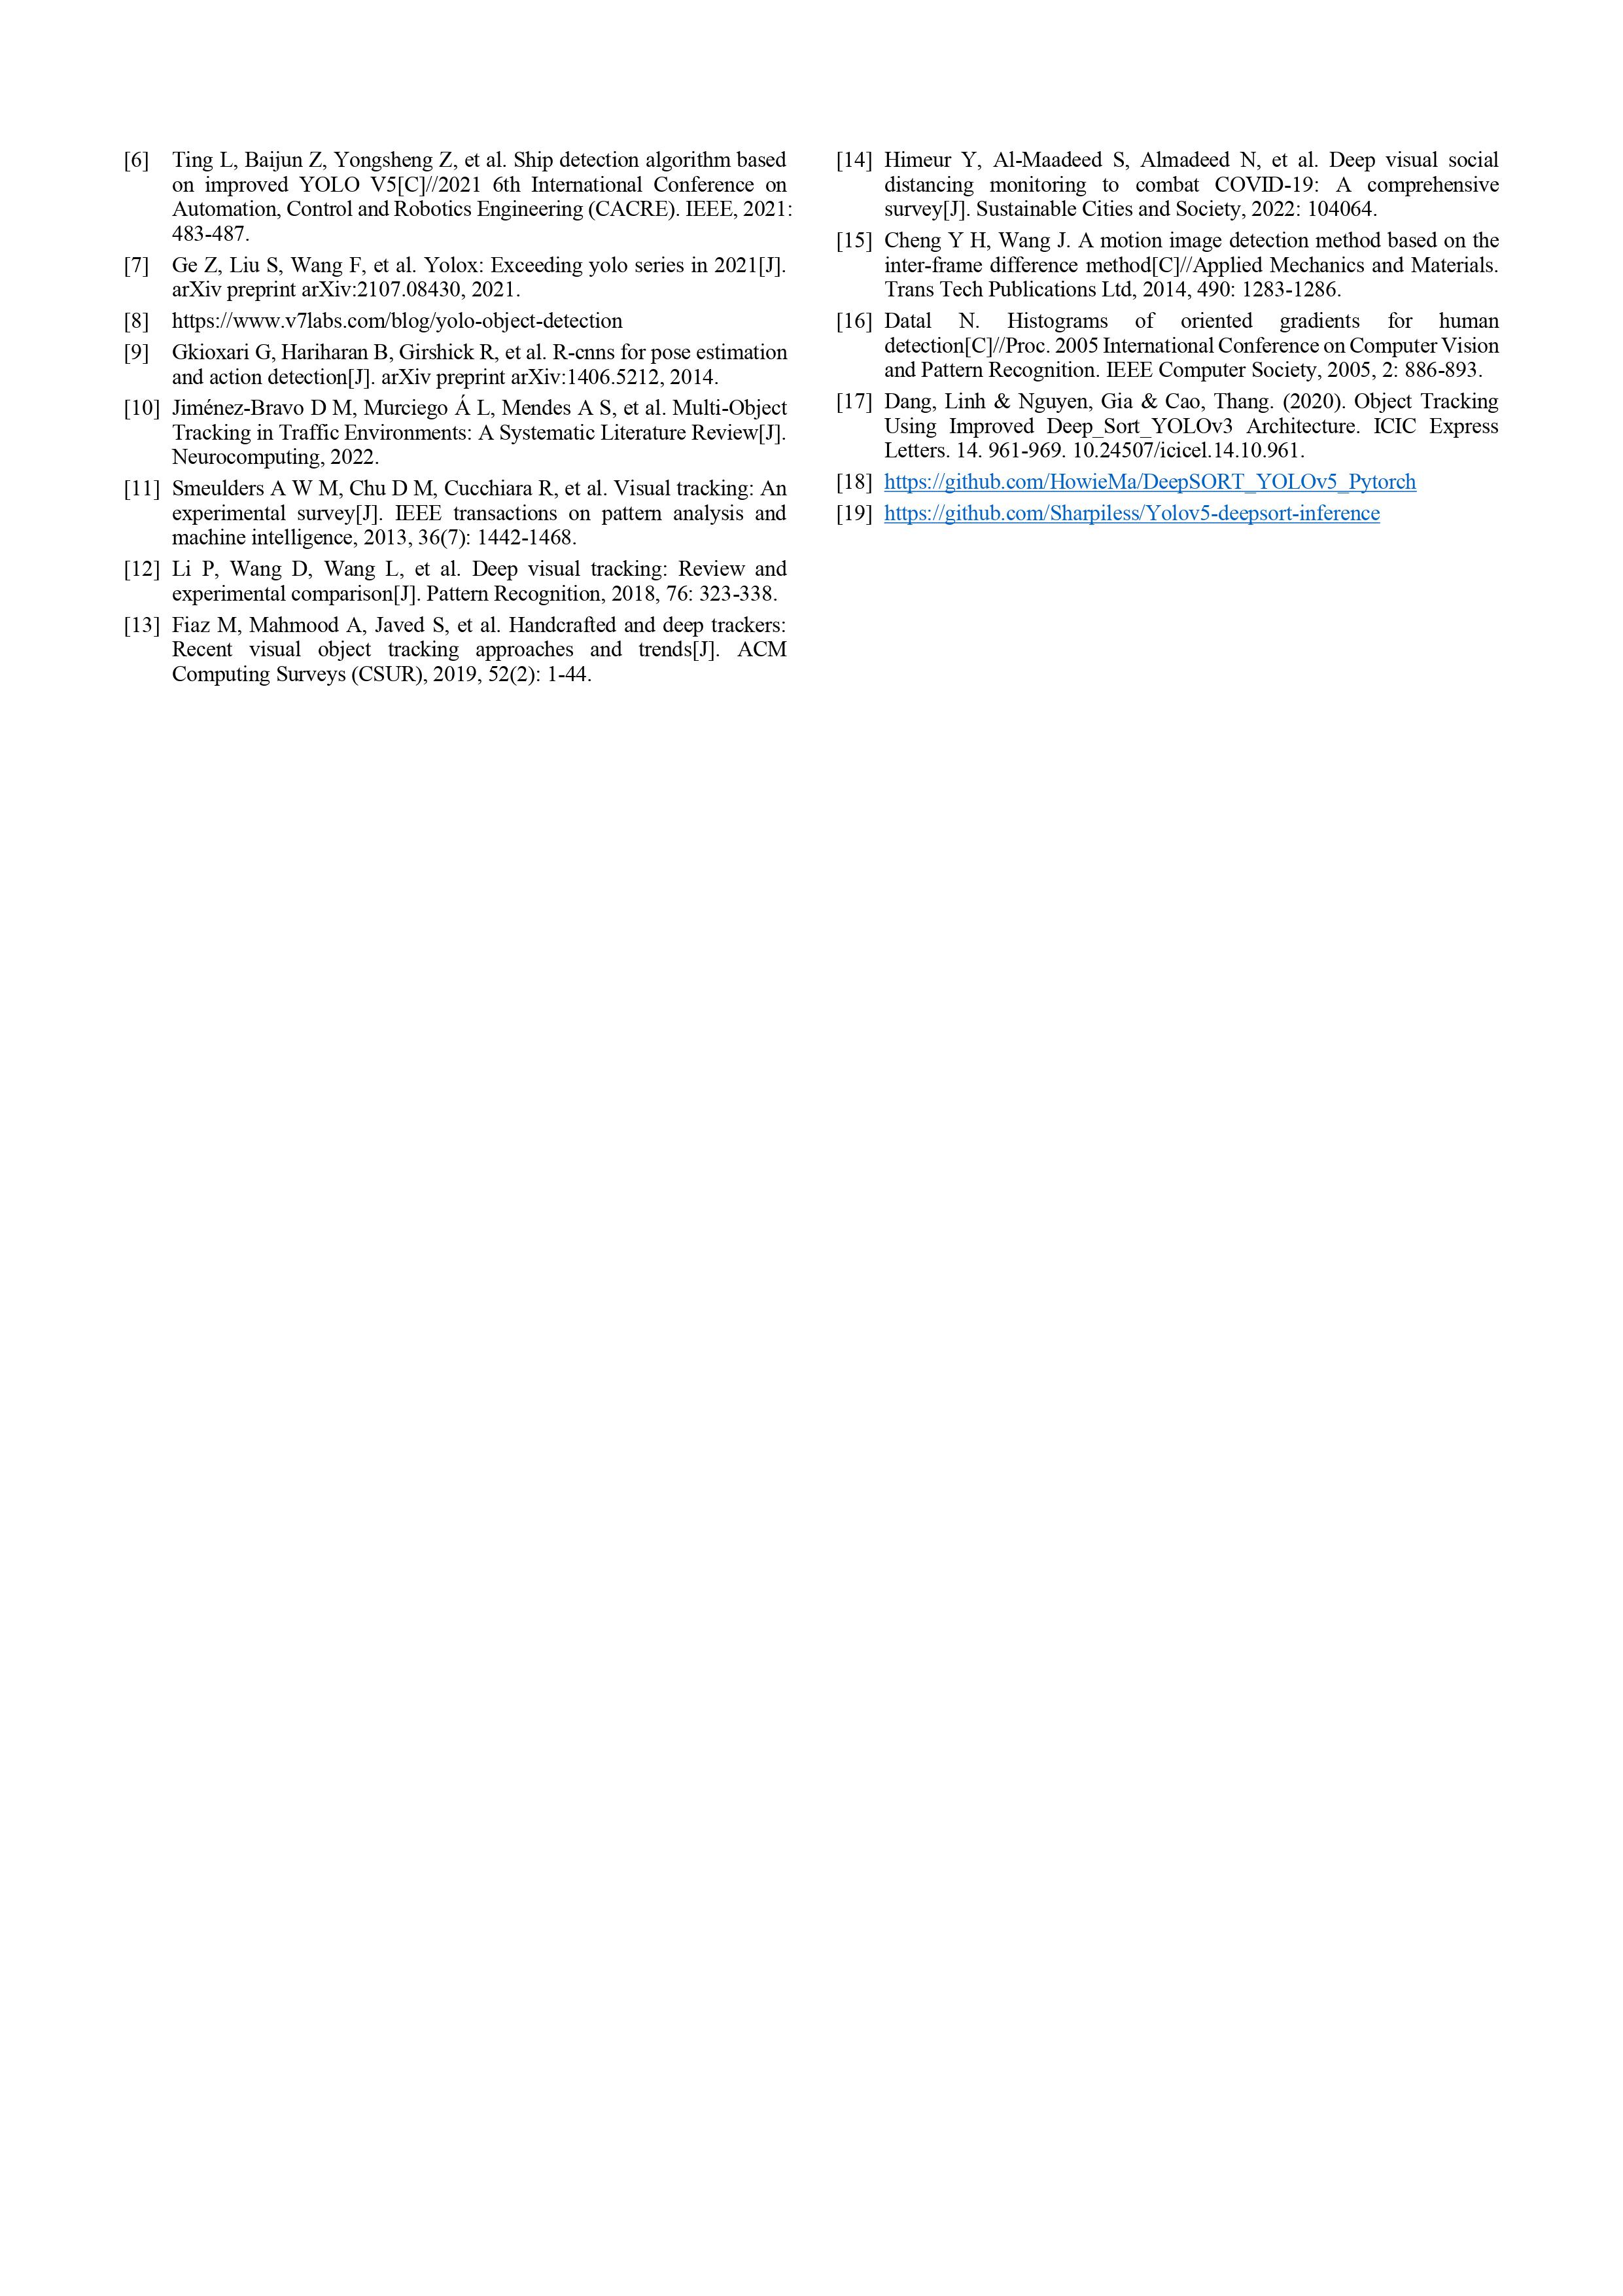 [6] Ting L, Baijun Z, Yongsheng Z, et al. Ship detection algorithm based
on improved YOLO V5[C]//2021 6th International Conference on
Automation, Control and Robotics Engineering (CACRE). IEEE, 2021:
483-487.
[7] Ge Z, Liu S, Wang F, et al. Yolox: Exceeding yolo series in 2021[J].
arXiv preprint arXiv:2107.08430, 2021.
[8] https://www.v7labs.com/blog/yolo-object-detection
[9] Gkioxari G, Hariharan B, Girshick R, et al. R-cnns for pose estimation
and action detection[J]. arXiv preprint arXiv:1406.5212, 2014.
[10] Jiménez-Bravo D M, Murciego Á L, Mendes A S, et al. Multi-Object
Tracking in Traffic Environments: A Systematic Literature Review[J].
Neurocomputing, 2022.
[11] Smeulders A W M, Chu D M, Cucchiara R, et al. Visual tracking: An
experimental survey[J]. IEEE transactions on pattern analysis and
machine intelligence, 2013, 36(7): 1442-1468.
[12] Li P, Wang D, Wang L, et al. Deep visual tracking: Review and
experimental comparison[J]. Pattern Recognition, 2018, 76: 323-338.
[13] Fiaz M, Mahmood A, Javed S, et al. Handcrafted and deep trackers:
Recent visual object tracking approaches and trends[J]. ACM
Computing Surveys (CSUR), 2019, 52(2): 1-44.
[14] Himeur Y, Al-Maadeed S, Almadeed N, et al. Deep visual social
distancing monitoring to combat COVID-19: A comprehensive
survey[J]. Sustainable Cities and Society, 2022: 104064.
[15] Cheng Y H, Wang J. A motion image detection method based on the
inter-frame difference method[C]//Applied Mechanics and Materials.
Trans Tech Publications Ltd, 2014, 490: 1283-1286.
[16] Datal N. Histograms of oriented gradients for human
detection[C]//Proc. 2005 International Conference on Computer Vision
and Pattern Recognition. IEEE Computer Society, 2005, 2: 886-893.
[17] Dang, Linh & Nguyen, Gia & Cao, Thang. (2020). Object Tracking
Using Improved Deep_Sort_YOLOv3 Architecture. ICIC Express
Letters. 14. 961-969. 10.24507/icicel.14.10.961.
[18] https://github.com/HowieMa/DeepSORT_YOLOv5_Pytorch
[19] https://github.com/Sharpiless/Yolov5-deepsort-inference